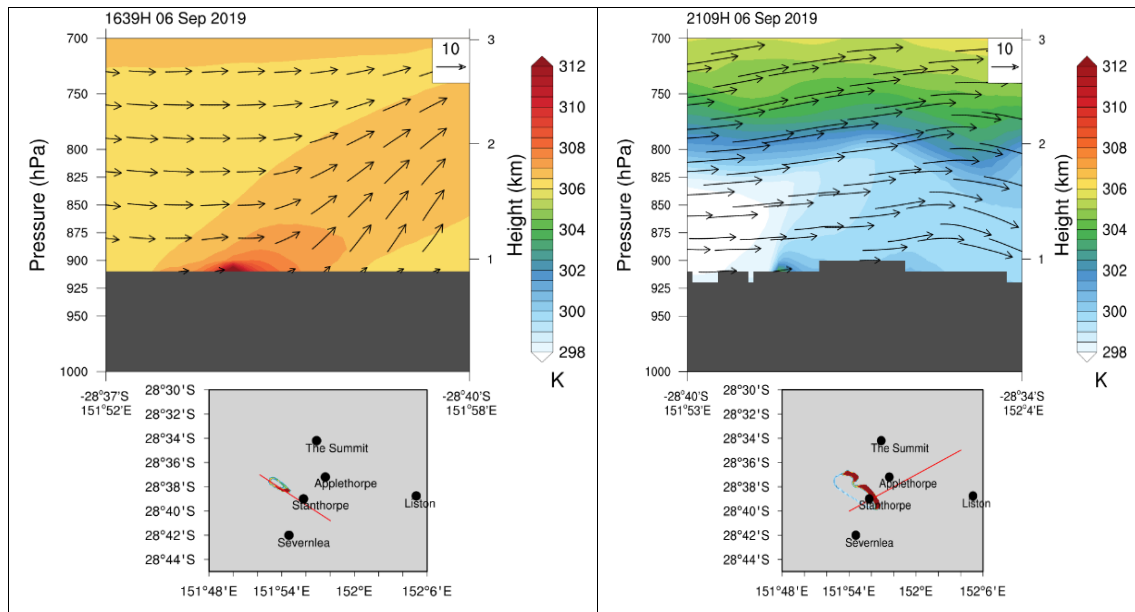 1639H 06 Sep 2019
700
750
800
825
850
875
900
925
950
1000
Pressure (hPa)
10
3
2
1
Height (km)
312
310
308
306
304
302
300
298
K
-28°37'S
151°52'E
-28°40'S
151°58'E
28°30'S
28°32'S
28°34'S
28°36'S
28°38'S
28°40'S
28°42'S
28°44'S
The Summit
Applethorpe
Stanthorpe
Liston
Severnlea
151°48'E
151°54'E
152°E
152°6'E
2109H 06 Sep 2019
700
750
800
825
850
875
900
925
950
1000
Pressure (hPa)
10
3
2
1
Height (km)
312
310
308
306
304
302
300
298
K
-28°40'S
151°53'E
-28°34'S
152°4'E
28°30'S
28°32'S
28°34'S
28°36'S
28°38'S
28°40'S
28°42'S
28°44'S
The Summit
Applethorpe
Stanthorpe
Liston
Severnlea
151°48'E
151°54'E
152°E
152°6'E